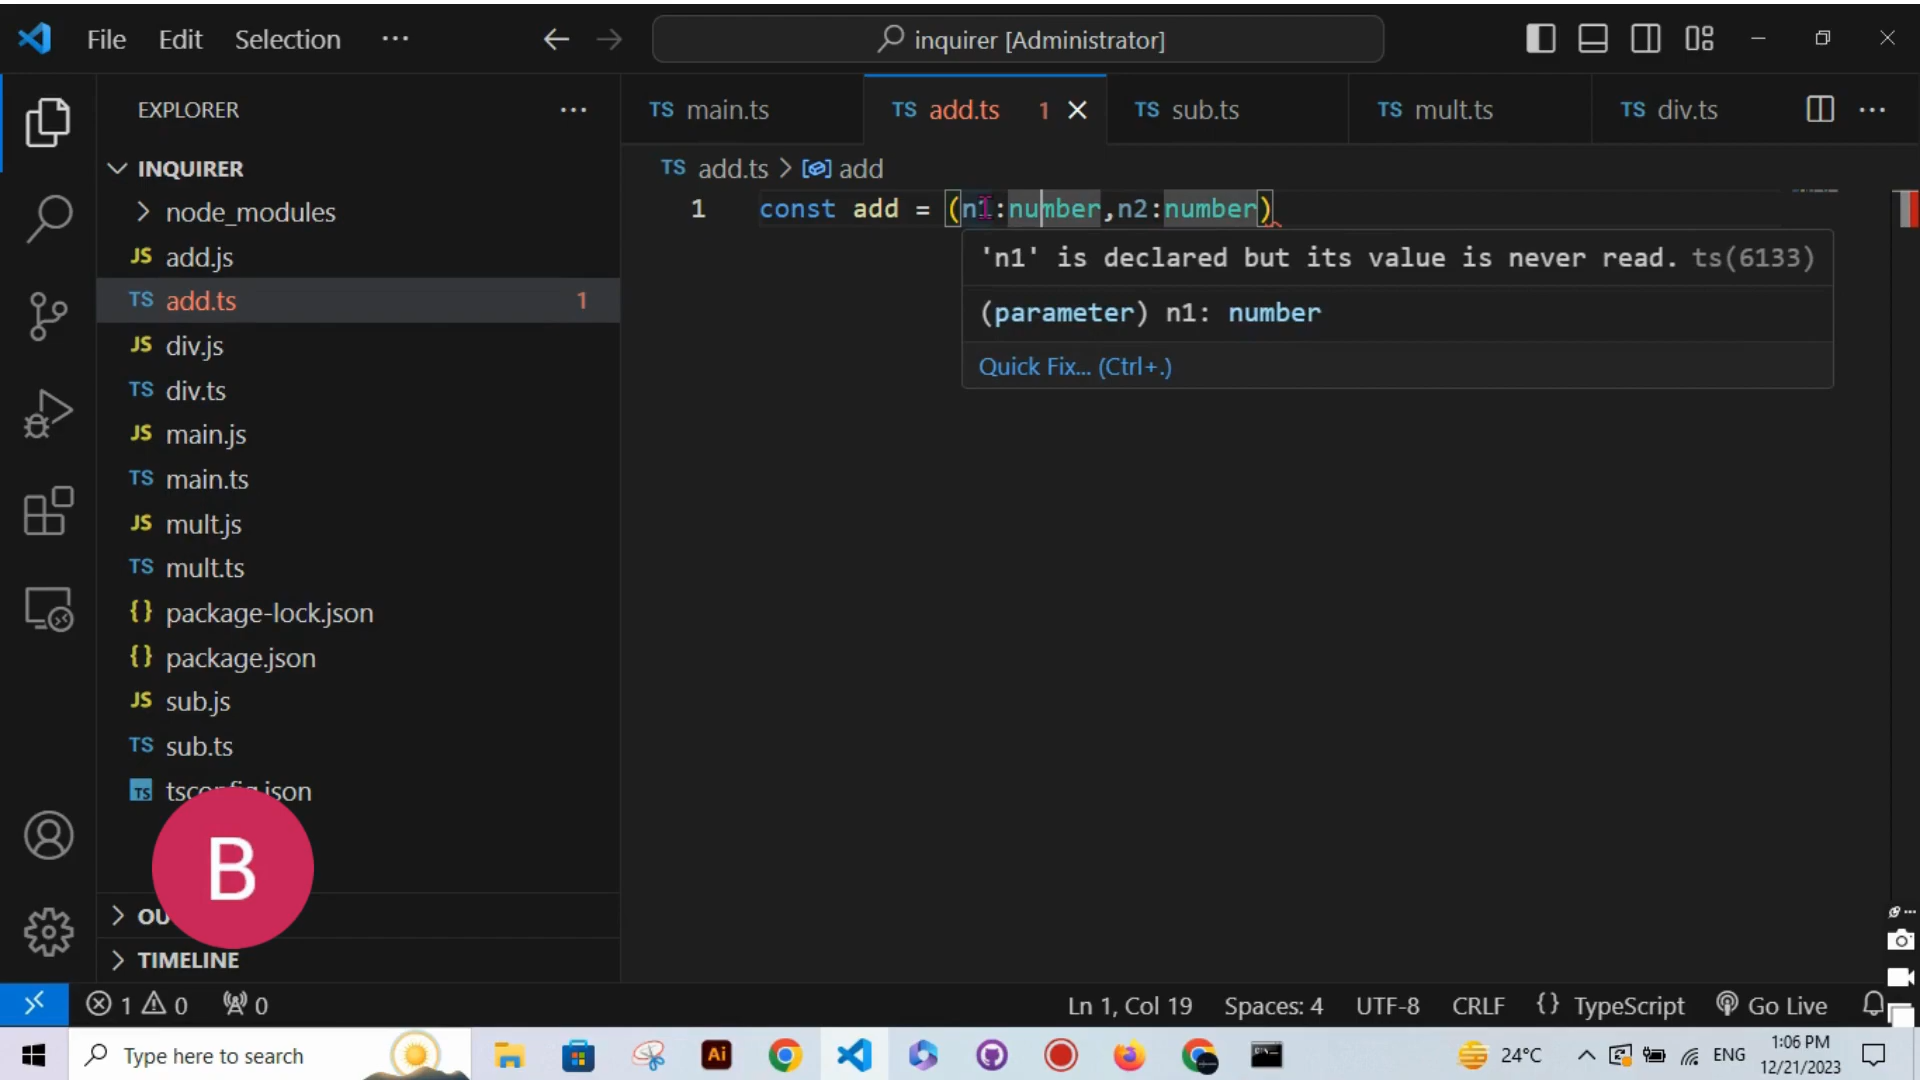 File Edit Selection ··· inquirer [Administrator]
EXPLORER ···
TS main.ts TS add.ts 1 TS sub.ts TS mult.ts TS div.ts ···
INQUIRER
TS add.ts > add
node_modules
1 const add = (n1:number,n2:number)
JS add.js
'n1' is declared but its value is never read. ts(6133)
TS add.ts 1
(parameter) n1: number
JS div.js
Quick Fix... (Ctrl+.)
TS div.ts
JS main.js
TS main.ts
JS mult.js
TS mult.ts
{} package-lock.json
{} package.json
JS sub.js
TS sub.ts
TS tsconfig.json
B
OU
TIMELINE
1 0 0 Ln 1, Col 19 Spaces: 4 UTF-8 CRLF {} TypeScript Go Live
Type here to search Ai 24°C ENG 1:06 PM
12/21/2023